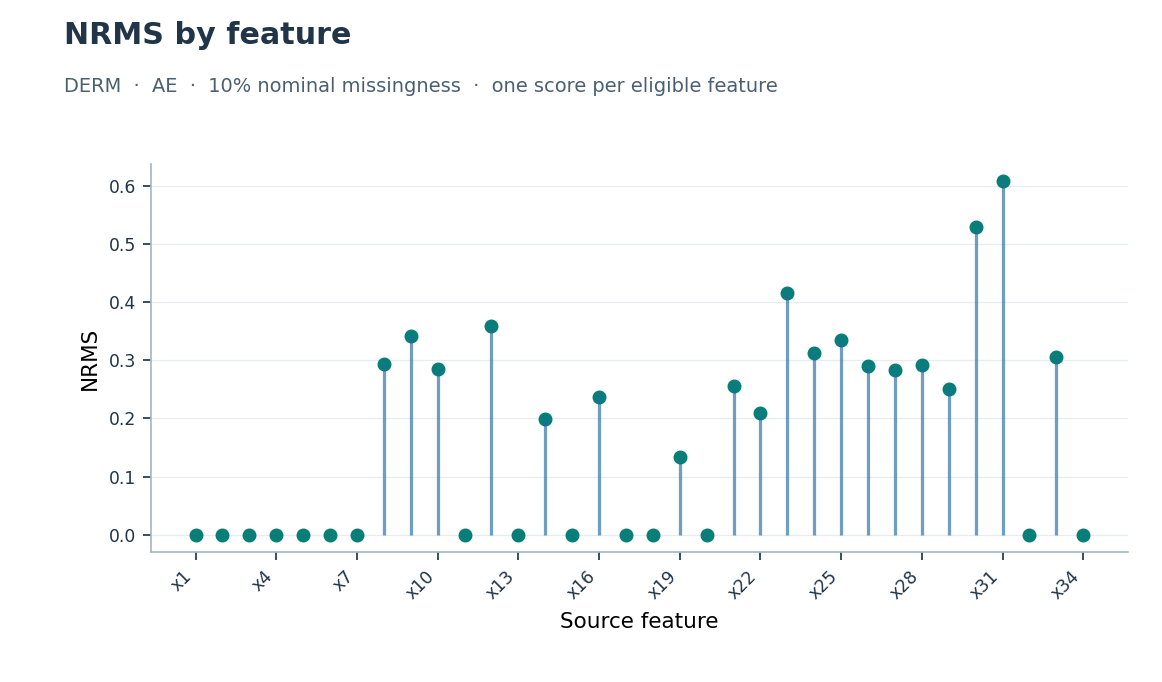 NRMS by feature
DERM · AE · 10% nominal missingness · one score per eligible feature
NRMS
0.6
0.5
0.4
0.3
0.2
0.1
0.0
x1 x4 x7 x10 x13 x16 x19 x22 x25 x28 x31 x34
Source feature